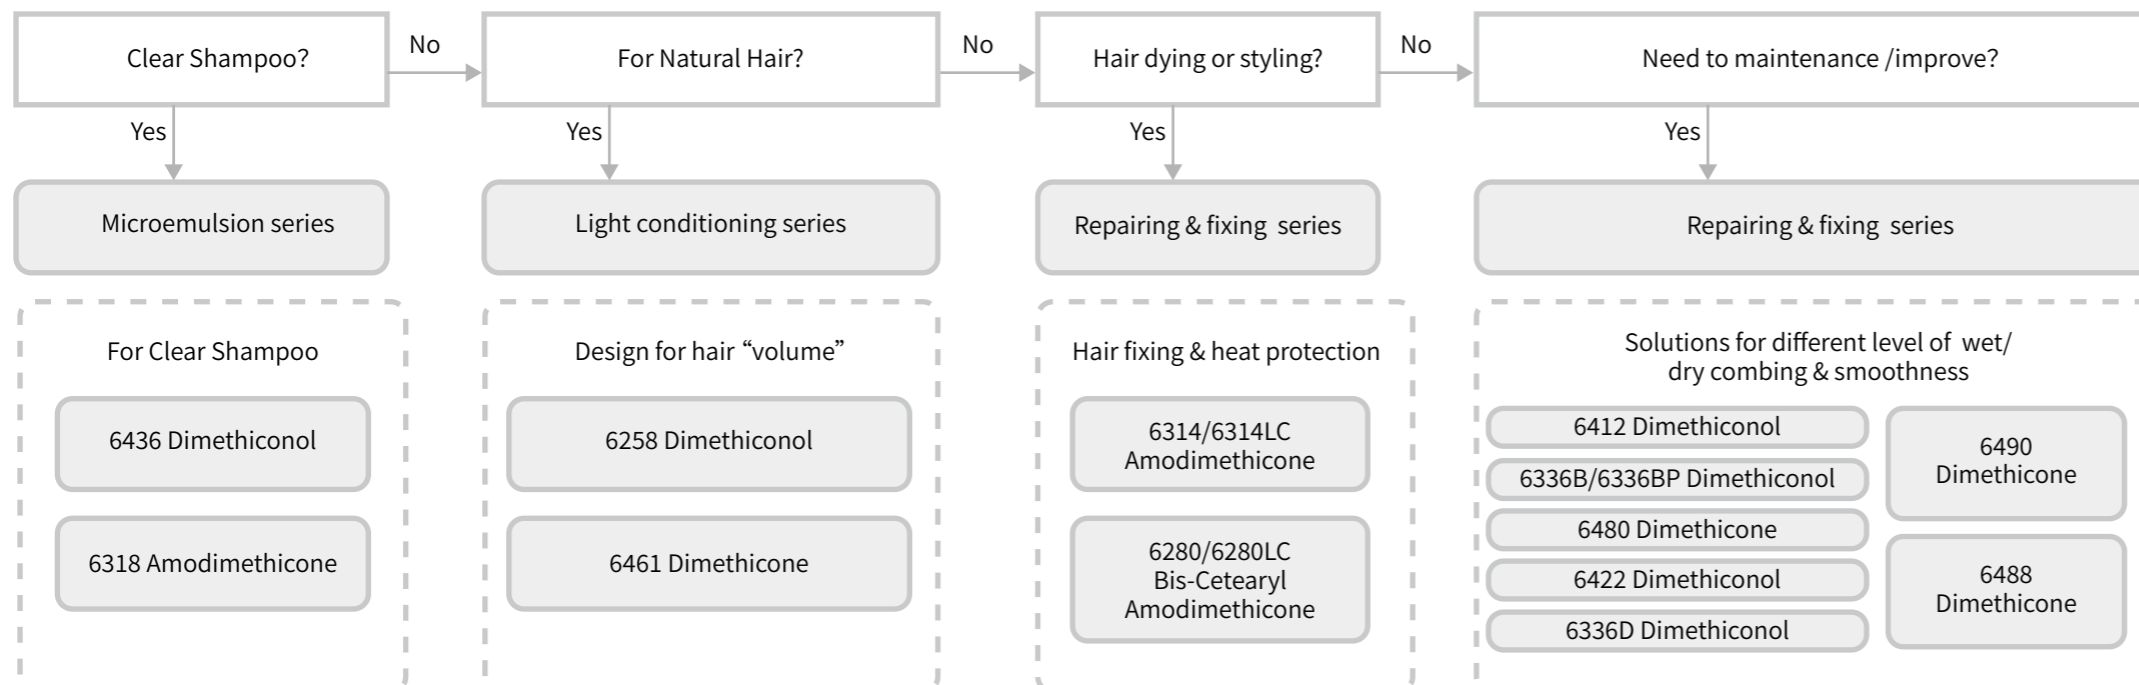 Clear Shampoo?
No
For Natural Hair?
No
Hair dying or styling?
No
Need to maintenance /improve?
Yes
Yes
Yes
Yes
Microemulsion series
Light conditioning series
Repairing & fixing series
Repairing & fixing series
For Clear Shampoo
6436 Dimethiconol
6318 Amodimethicone
Design for hair “volume”
6258 Dimethiconol
6461 Dimethicone
Hair fixing & heat protection
6314/6314LC
Amodimethicone
6280/6280LC
Bis-Cetearyl
Amodimethicone
Solutions for different level of wet/
dry combing & smoothness
6412 Dimethiconol
6336B/6336BP Dimethiconol
6480 Dimethicone
6422 Dimethiconol
6336D Dimethiconol
6490
Dimethicone
6488
Dimethicone